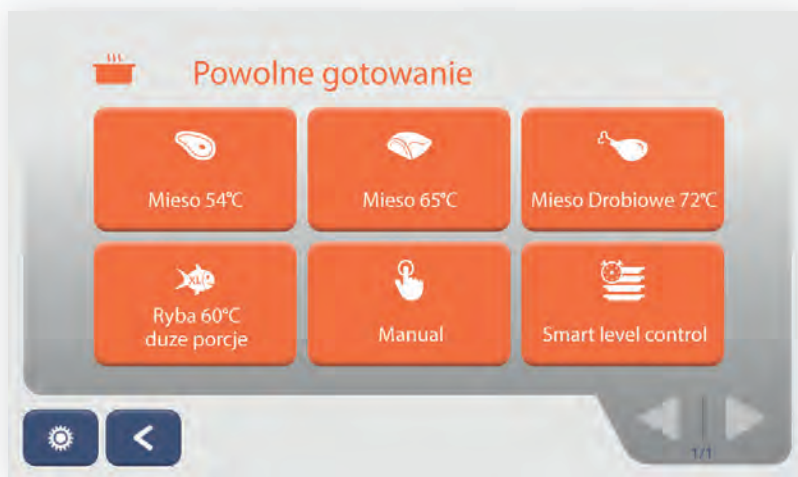 Powolne gotowanie
Mieso 54°C
Mieso 65°C
Mieso Drobiowe 72°C
XL
Ryba 60°C
duze porcje
Manual
Smart level control
1/1